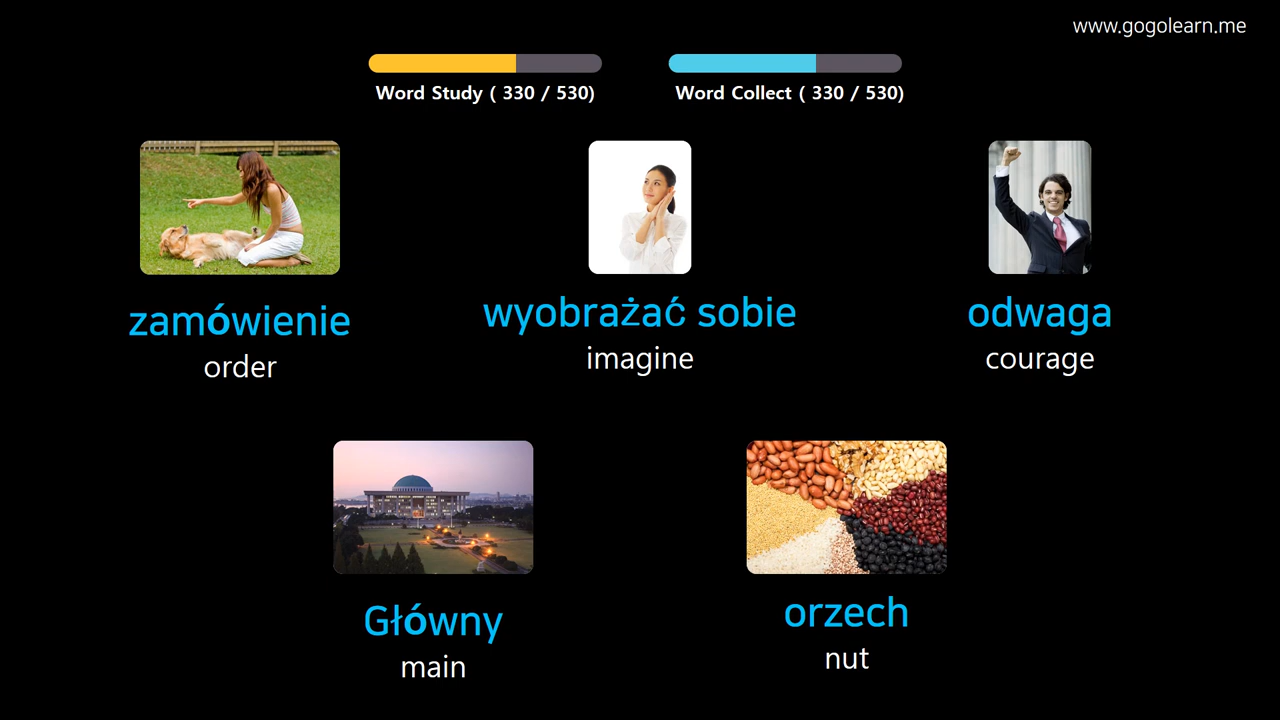 www.gogolearn.me
Word Study ( 330 / 530)
Word Collect ( 330 / 530)
zamówienie
order
wyobrażać sobie
imagine
odwaga
courage
Główny
main
orzech
nut